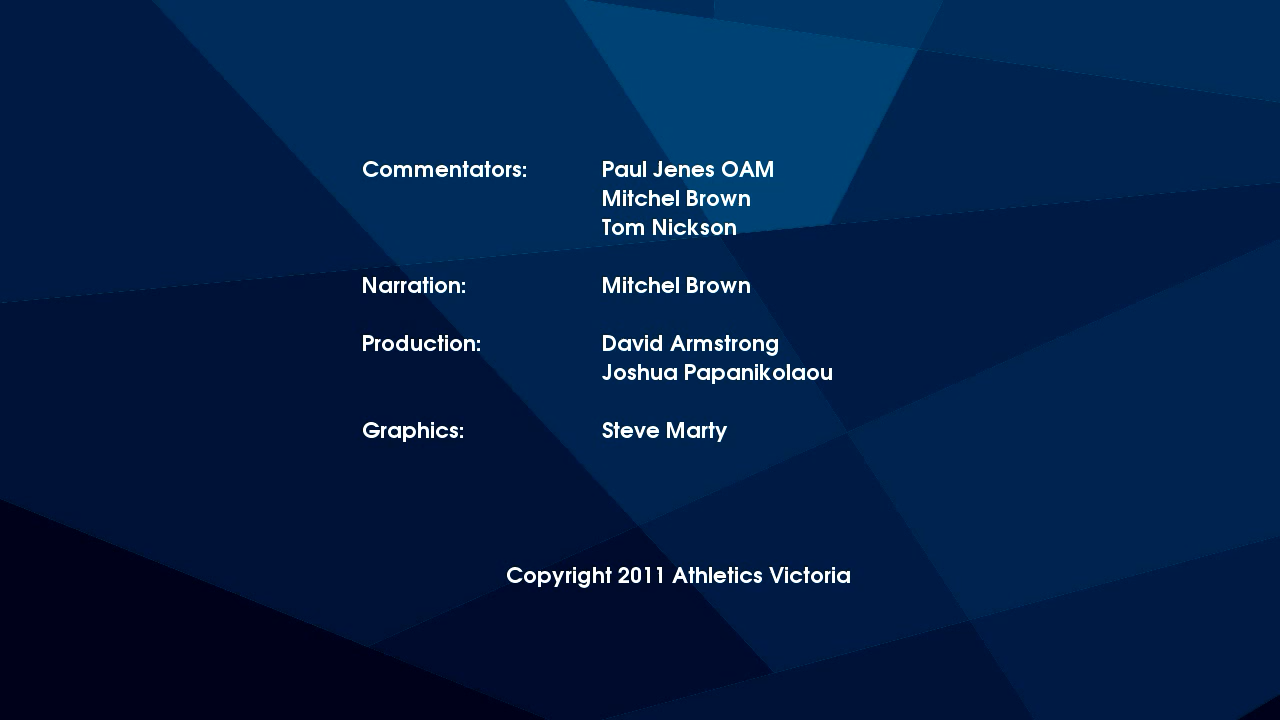 Commentators: Paul Jenes OAM
Mitchel Brown
Tom Nickson
Narration: Mitchel Brown
Production: David Armstrong
Joshua Papanikolaou
Graphics: Steve Marty
Copyright 2011 Athletics Victoria